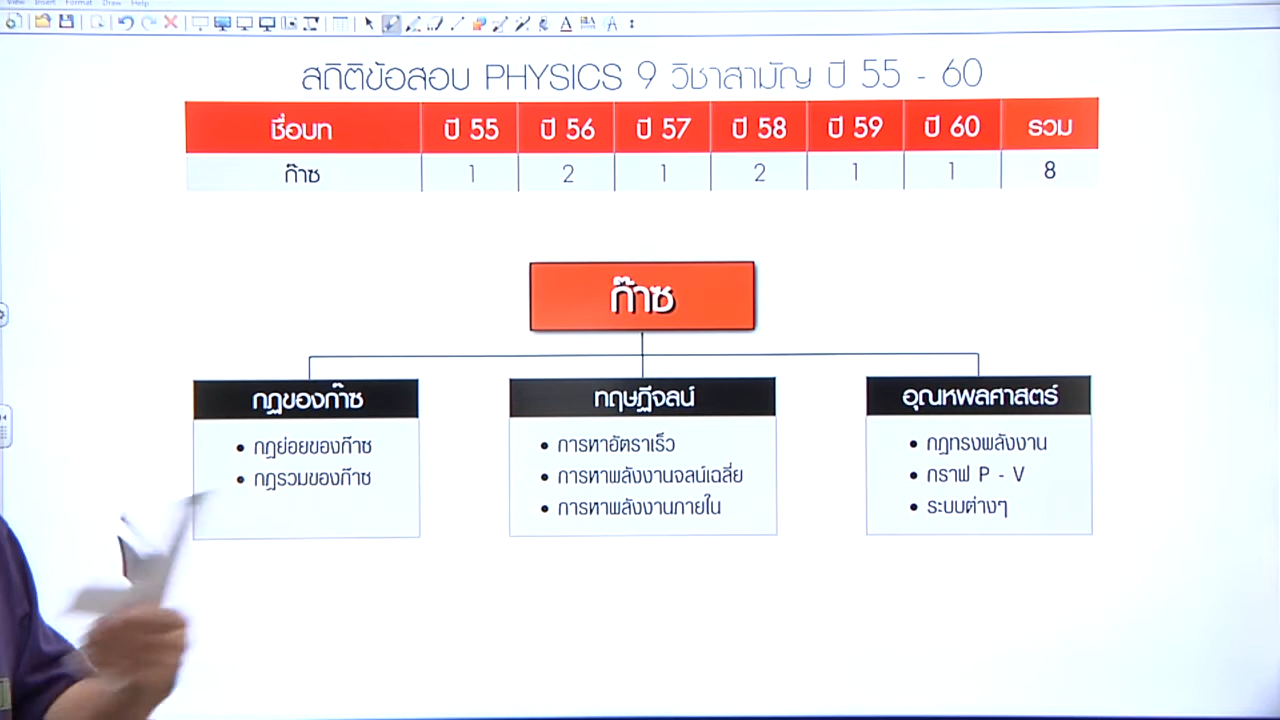 View Insert Format Draw Help
สถิติข้อสอบ PHYSICS 9 วิชาสามัญ ปี 55 - 60
ชื่อบท ปี 55 ปี 56 ปี 57 ปี 58 ปี 59 ปี 60 รวม
ก๊าซ 1 2 1 2 1 1 8
ก๊าซ
กฎของก๊าซ
• กฎย่อยของก๊าซ
• กฎรวมของก๊าซ
ทฤษฎีจลน์
• การหาอัตราเร็ว
• การหาพลังงานจลน์เฉลี่ย
• การหาพลังงานภายใน
อุณหพลศาสตร์
• กฎทรงพลังงาน
• กราฟ P - V
• ระบบต่างๆ